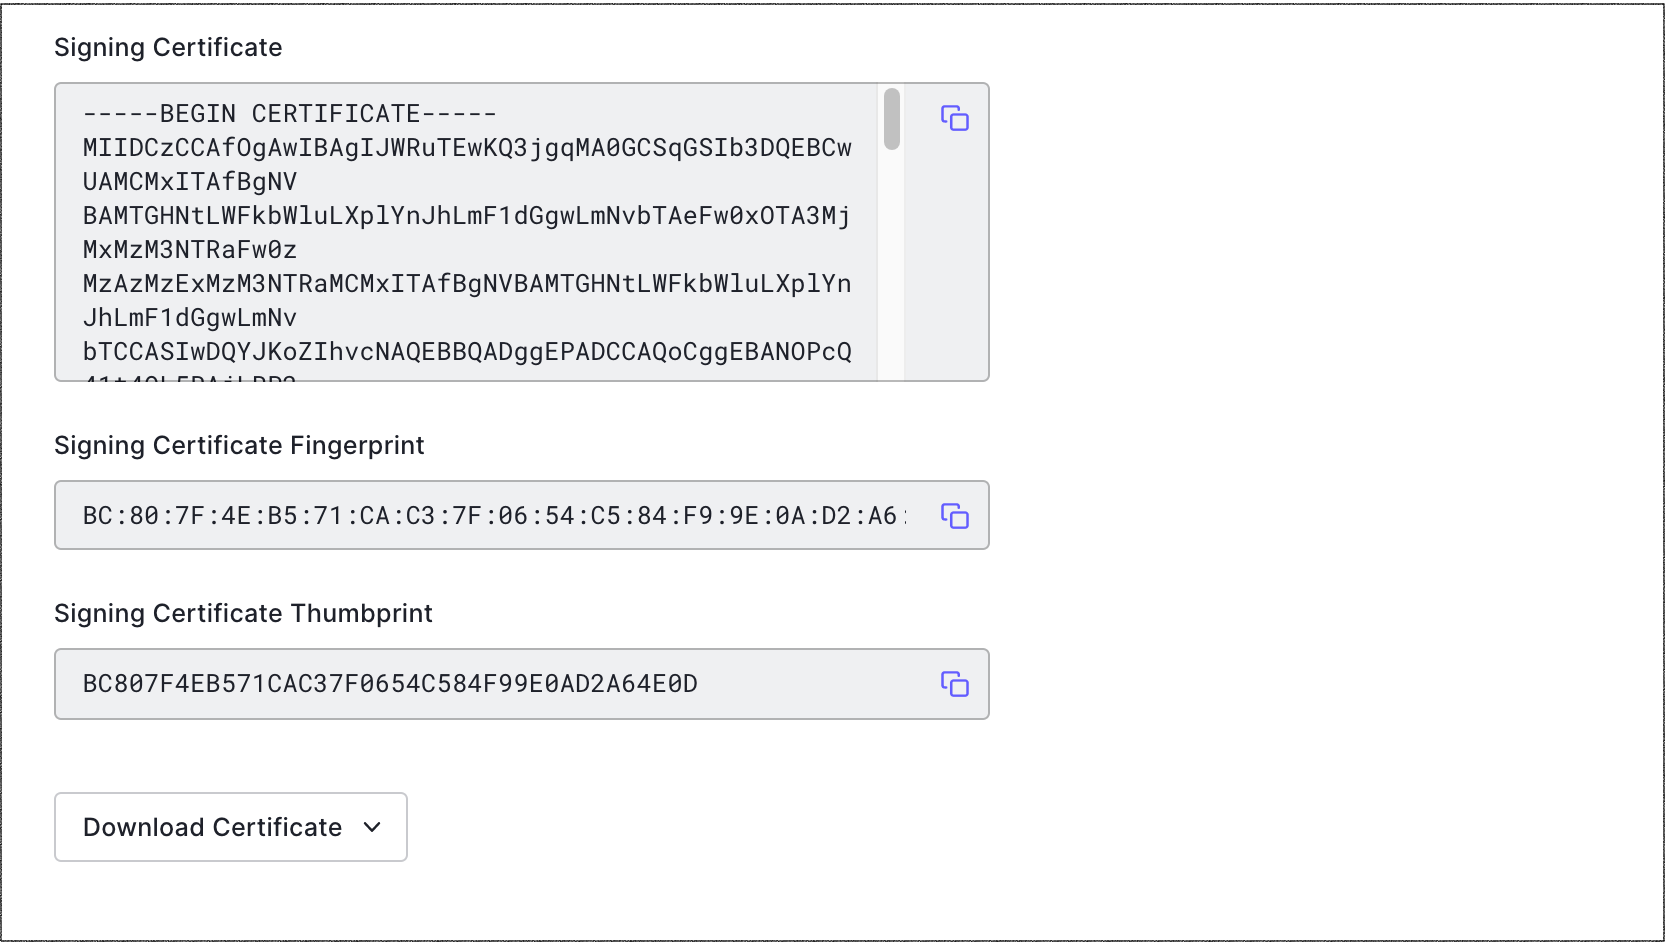 Signing Certificate
-----BEGIN CERTIFICATE-----
MIIDCzCCAfOgAwIBAgIJWRuTEwKQ3jgqMA0GCSqGSIb3DQEBCw
UAMCMxITAfBgNV
BAMTGHNtLWFkbWluLXplYnJhLmF1dGgwLmNvbTAeFw0xOTA3Mj
MxMzM3NTRaFw0z
MzAzMzExMzM3NTRaMCMxITAfBgNVBAMTGHNtLWFkbWluLXplYn
JhLmF1dGgwLmNv
bTCCASIwDQYJKoZIhvcNAQEBBQADggEPADCCAQoCggEBANOPcQ
Signing Certificate Fingerprint
BC:80:7F:4E:B5:71:CA:C3:7F:06:54:C5:84:F9:9E:0A:D2:A6:
Signing Certificate Thumbprint
BC807F4EB571CAC37F0654C584F99E0AD2A64E0D
Download Certificate